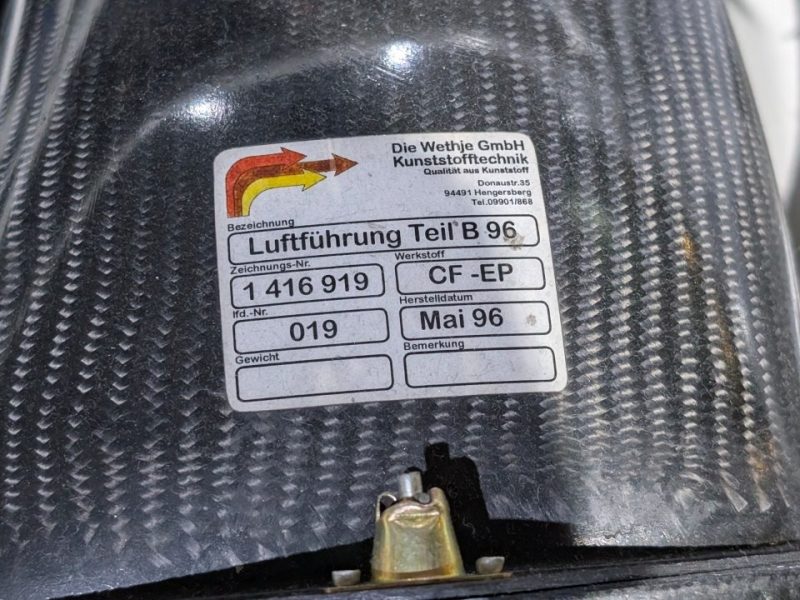 Die Wethje GmbH
Kunststofftechnik
Qualität aus Kunststoff
Donaustr.35
94491 Hengersberg
Tel.09901/868
Bezeichnung
Luftführung Teil B 96
Zeichnungs-Nr.
Werkstoff
1 416 919
CF -EP
lfd.-Nr.
Herstelldatum
019
Mai 96
Gewicht
Bemerkung